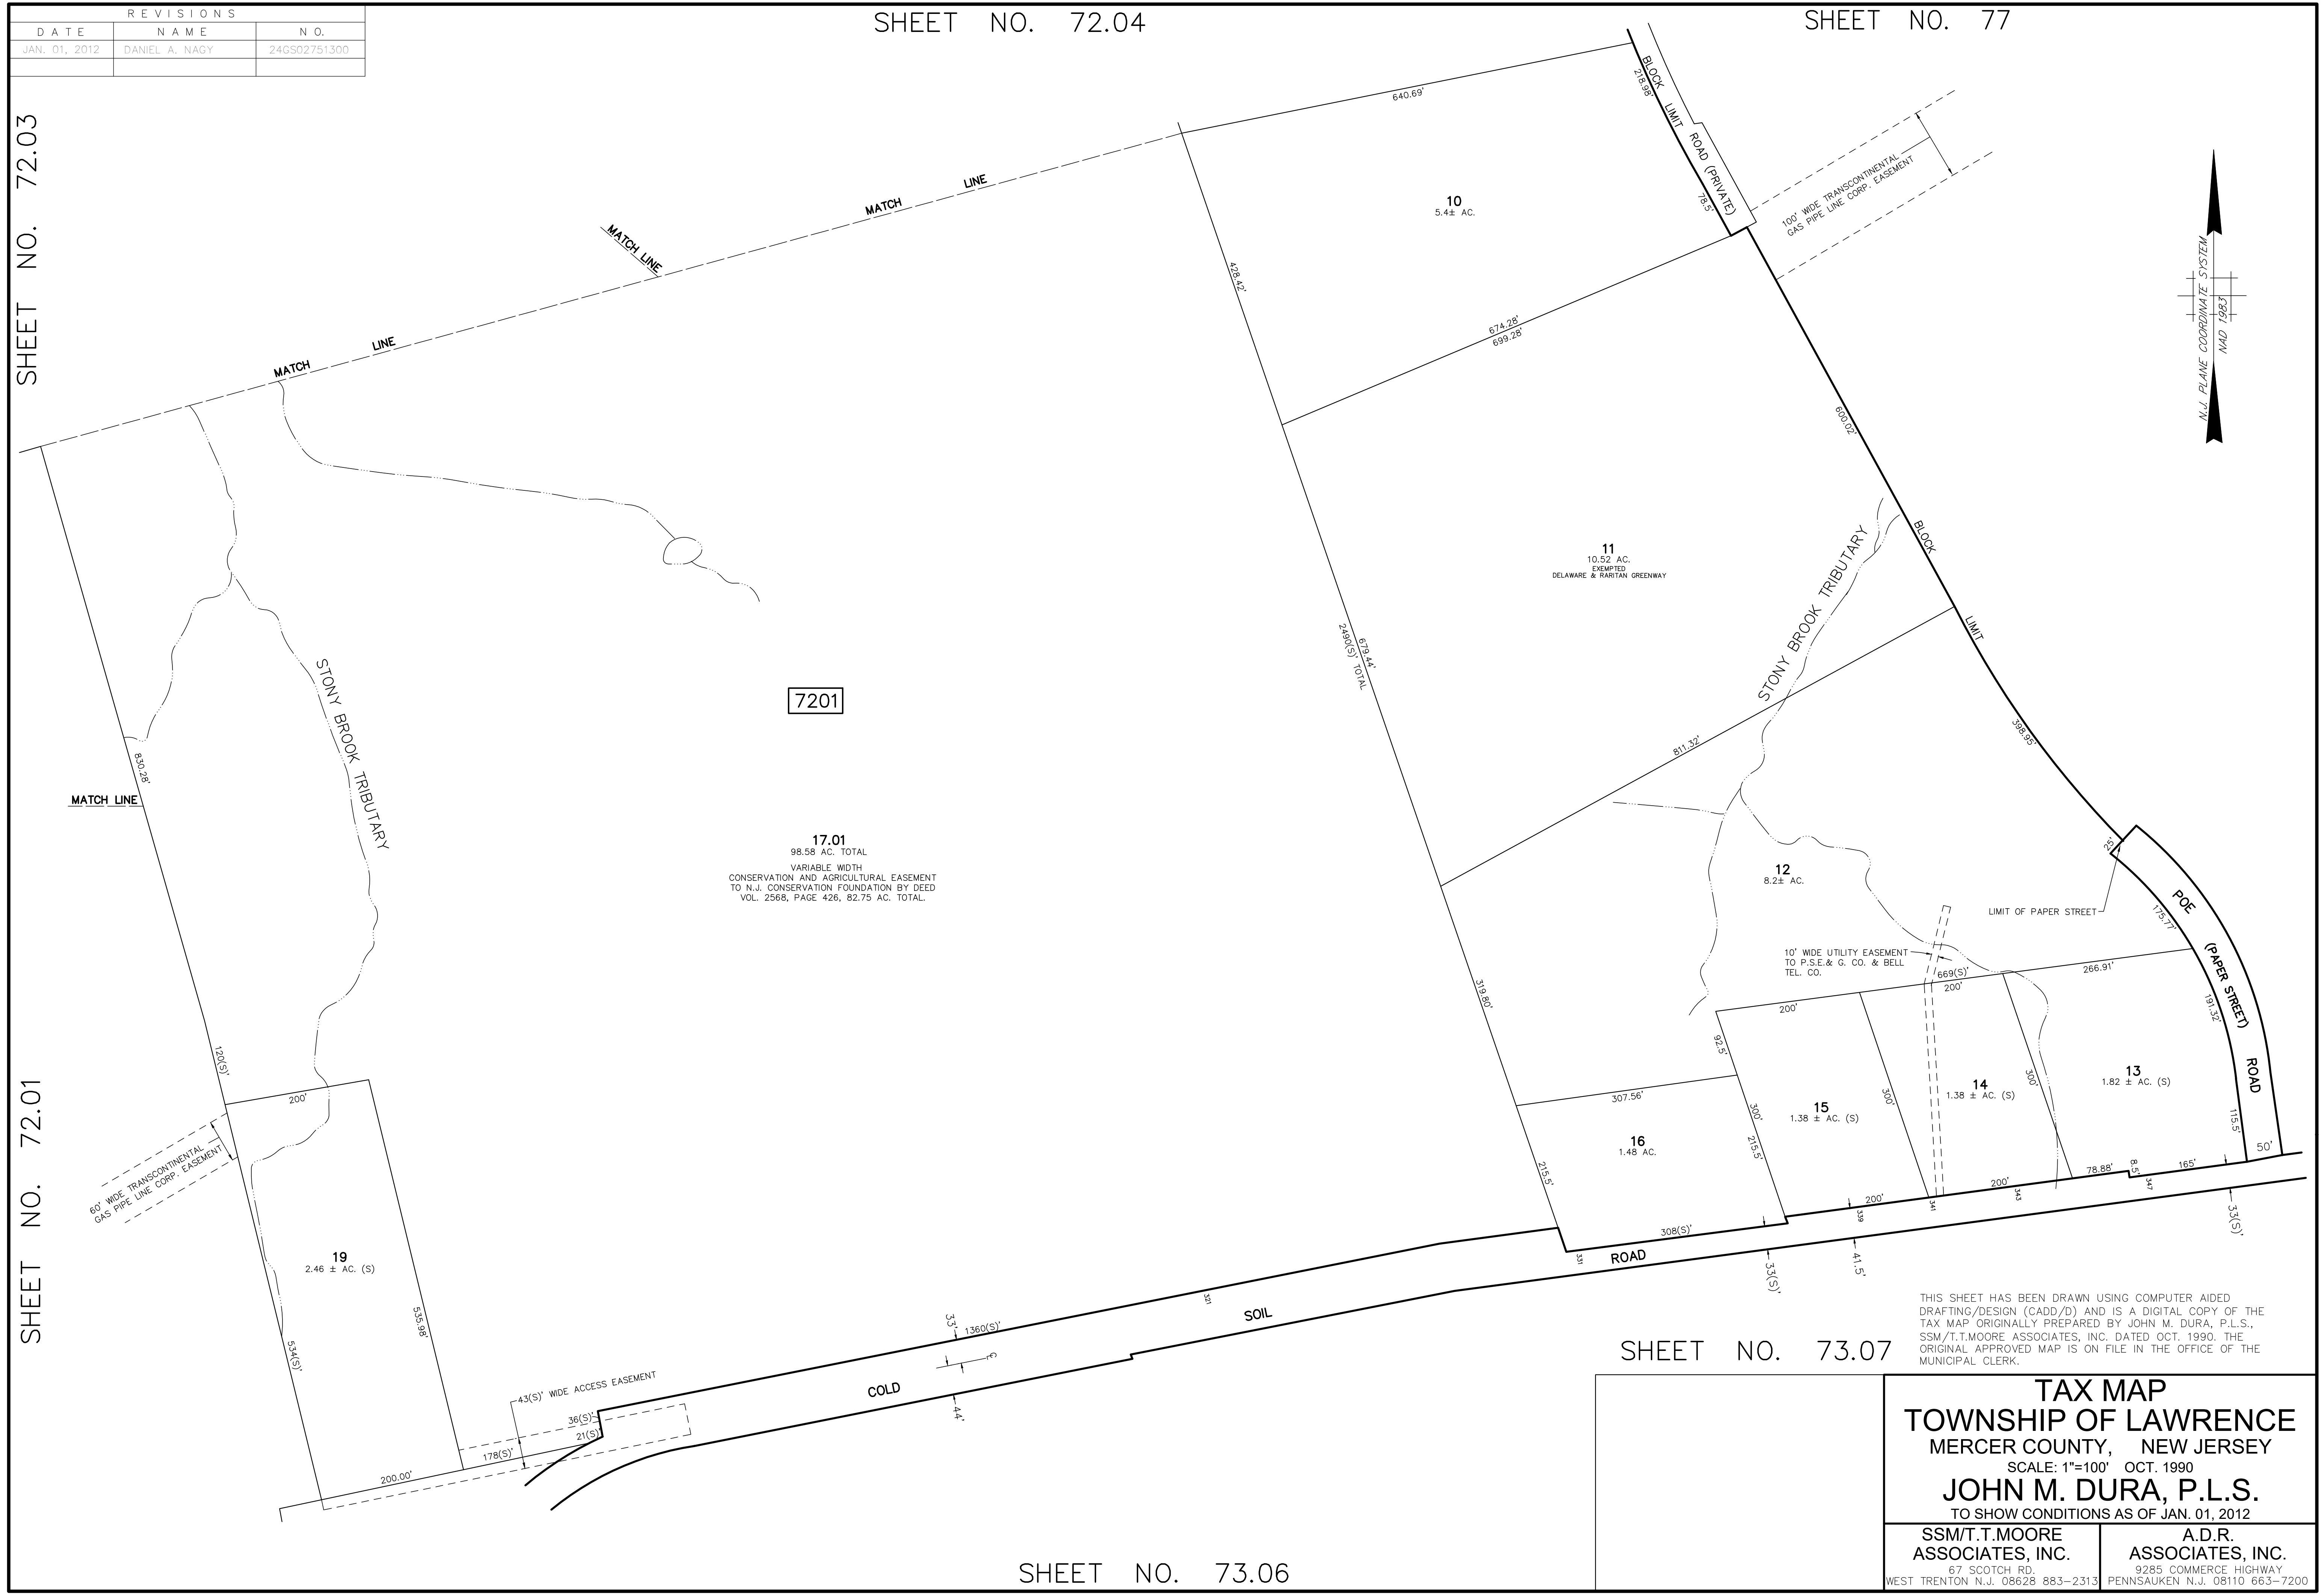 REVISIONS
DATE NAME NO.
JAN. 01, 2012 DANIEL A. NAGY 24GS02751300
SHEET NO. 72.04
SHEET NO. 77
SHEET NO. 72.03
SHEET NO. 72.01
640.69'
BLOCK LIMIT
218.98'
ROAD (PRIVATE)
78.5'
100' WIDE TRANSCONTINENTAL
GAS PIPE LINE CORP. EASEMENT
N.J. PLANE COORDINATE SYSTEM
NAD 1983
MATCH LINE
MATCH LINE
MATCH LINE
10
5.4± AC.
428.42'
674.28'
699.28'
600.02'
BLOCK LIMIT
11
10.52 AC.
EXEMPTED
DELAWARE & RARITAN GREENWAY
STONY BROOK TRIBUTARY
679.44'
2490(S)' TOTAL
811.32'
398.95'
STONY BROOK TRIBUTARY
7201
830.28'
MATCH LINE
17.01
98.58 AC. TOTAL
VARIABLE WIDTH
CONSERVATION AND AGRICULTURAL EASEMENT
TO N.J. CONSERVATION FOUNDATION BY DEED
VOL. 2568, PAGE 426, 82.75 AC. TOTAL.
12
8.2± AC.
25'
LIMIT OF PAPER STREET
POE
(PAPER STREET)
ROAD
175.77'
191.32'
115.5'
50'
10' WIDE UTILITY EASEMENT
TO P.S.E.& G. CO. & BELL
TEL. CO.
669(S)'
266.91'
200'
200'
319.80'
92.5'
307.56'
300'
215.5'
300'
300'
13
1.82 ± AC. (S)
14
1.38 ± AC. (S)
15
1.38 ± AC. (S)
16
1.48 AC.
215.5'
308(S)'
200'
200'
78.88'
8.5'
165'
331
339
341
343
347
33(S)'
41.5'
33(S)'
120(S)'
200'
60' WIDE TRANSCONTINENTAL
GAS PIPE LINE CORP. EASEMENT
19
2.46 ± AC. (S)
535.98'
534(S)'
200.00'
178(S)'
43(S)' WIDE ACCESS EASEMENT
36(S)'
21(S)'
33'
1360(S)'
44'
321
COLD SOIL ROAD
SHEET NO. 73.06
SHEET NO. 73.07
THIS SHEET HAS BEEN DRAWN USING COMPUTER AIDED
DRAFTING/DESIGN (CADD/D) AND IS A DIGITAL COPY OF THE
TAX MAP ORIGINALLY PREPARED BY JOHN M. DURA, P.L.S.,
SSM/T.T.MOORE ASSOCIATES, INC. DATED OCT. 1990. THE
ORIGINAL APPROVED MAP IS ON FILE IN THE OFFICE OF THE
MUNICIPAL CLERK.
TAX MAP
TOWNSHIP OF LAWRENCE
MERCER COUNTY, NEW JERSEY
SCALE: 1"=100' OCT. 1990
JOHN M. DURA, P.L.S.
TO SHOW CONDITIONS AS OF JAN. 01, 2012
SSM/T.T.MOORE
ASSOCIATES, INC.
67 SCOTCH RD.
WEST TRENTON N.J. 08628 883-2313
A.D.R.
ASSOCIATES, INC.
9285 COMMERCE HIGHWAY
PENNSAUKEN N.J. 08110 663-7200